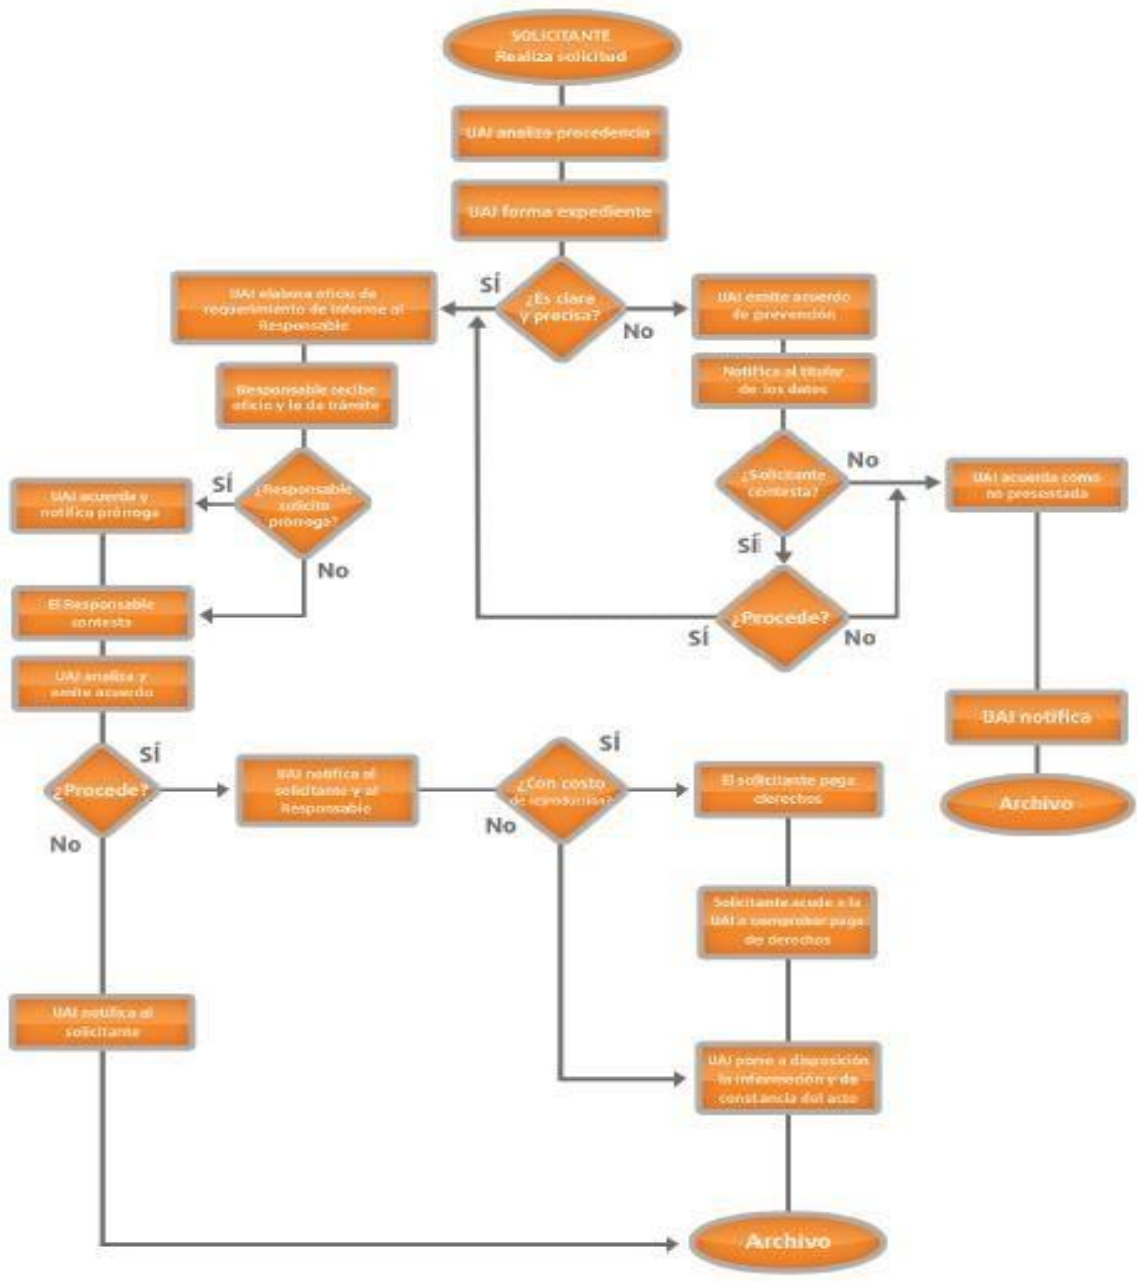 SOLICITANTE
Realiza solicitud
UAI analiza procedencia
UAI forma expediente
¿Es clara
y precisa?
SÍ
No
UAI elabora oficio de
requerimiento de informe al
Responsable
Responsable recibe
oficio y le da trámite
¿Responsable
solicita
prórroga?
SÍ
No
UAI acuerda y
notifica prórroga
El Responsable
contesta
UAI analiza y
emite acuerdo
¿Procede?
SÍ
No
UAI notifica al
solicitante
UAI notifica al
solicitante y al
Responsable
¿Con costo
de reproducción?
SÍ
No
El solicitante paga
derechos
Solicitante acude a la
UAI a comprobar pago
de derechos
UAI pone a disposición
la información y da
constancia del acto
Archivo
UAI emite acuerdo
de prevención
Notifica al titular
de los datos
¿Solicitante
contesta?
No
SÍ
¿Procede?
SÍ
No
UAI acuerda como
no presentada
UAI notifica
Archivo